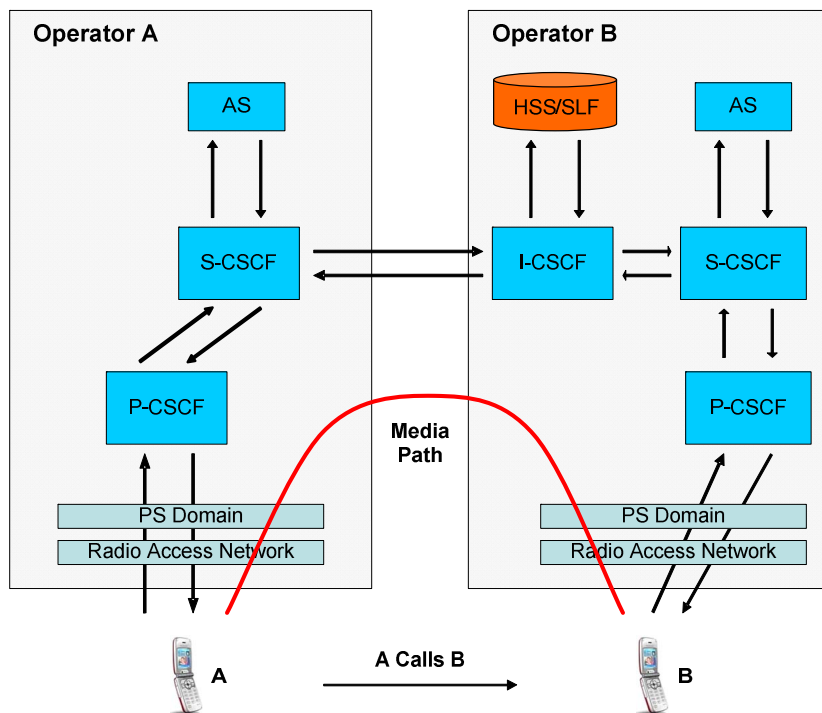 Operator A
Operator B
AS
HSS/SLF
AS
S-CSCF
I-CSCF
S-CSCF
P-CSCF
P-CSCF
Media
Path
PS Domain
PS Domain
Radio Access Network
Radio Access Network
A
A Calls B
B